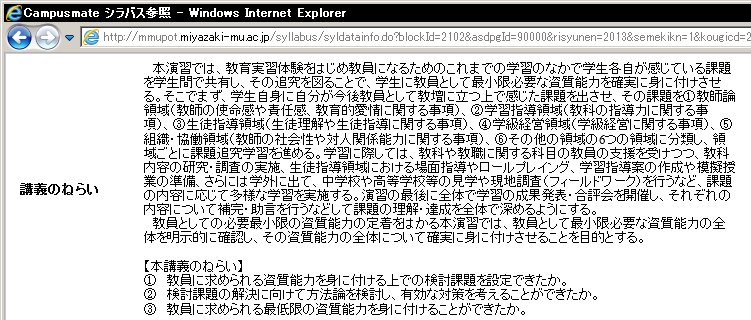 Campusmate シラバス参照 - Windows Internet Explorer
http://mmupot.miyazaki-mu.ac.jp/syllabus/syldatainfo.do?blockId=2102&asdpgId=90000&risyunen=2013&semekikn=1&kougicd=2
本演習では、教育実習体験をはじめ教員になるためのこれまでの学習のなかで学生各自が感じている課題
を学生間で共有し、その追究を図ることで、学生に教員として最小限必要な資質能力を確実に身に付けさせ
る。そこでまず、学生自身に自分が今後教員として教壇に立つ上で感じた課題を出させ、その課題を①教師論
領域（教師の使命感や責任感、教育的愛情に関する事項）、②学習指導領域（教科の指導力に関する事
項）、③生徒指導領域（生徒理解や生徒指導に関する事項）、④学級経営領域（学級経営に関する事項）、⑤
組織・協働領域（教師の社会性や対人関係能力に関する事項）、⑥その他の領域の6つの領域に分類し、領
域ごとに課題追究学習を進める。学習に際しては、教科や教職に関する科目の教員の支援を受けつつ、教科
内容の研究・調査の実施、生徒指導領域における場面指導やロールプレイング、学習指導案の作成や模擬授
業の準備、さらには学外に出て、中学校や高等学校等の見学や現地調査（フィールドワーク）を行うなど、課題
の内容に応じて多様な学習を実施する。演習の最後に全体で学習の成果発表・合評会を開催し、それぞれの
内容について補完・助言を行うなどして課題の理解・達成を全体で深めるようにする。
講義のねらい
教員としての必要最小限の資質能力の定着をはかる本演習では、教員として最小限必要な資質能力の全
体を明示的に確認し、その資質能力の全体について確実に身に付けさせることを目的とする。
【本講義のねらい】
① 教員に求められる資質能力を身に付ける上での検討課題を設定できたか。
② 検討課題の解決に向けて方法論を検討し、有効な対策を考えることができたか。
③ 教員に求められる最低限の資質能力を身に付けることができたか。